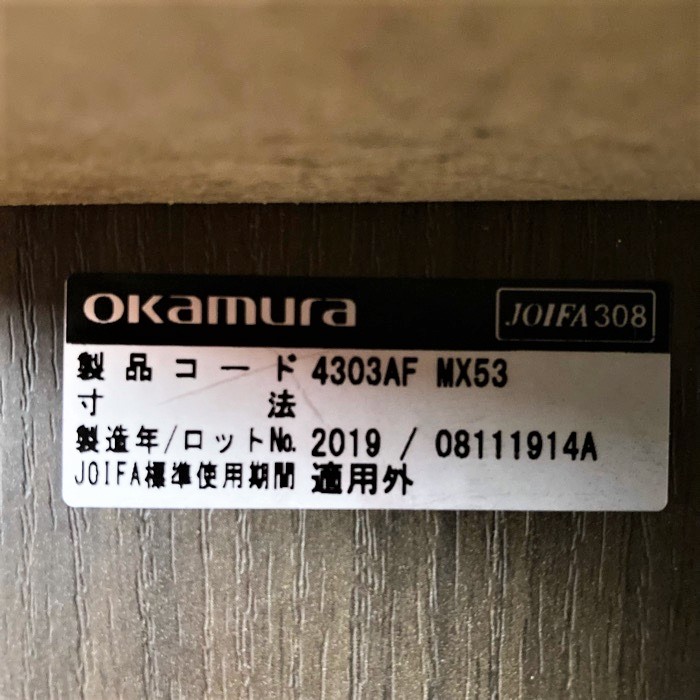 okamura JOIFA308
製品コード 4303AF MX53
寸法
製造年/ロットNo. 2019 / 08111914A
JOIFA標準使用期間 適用外